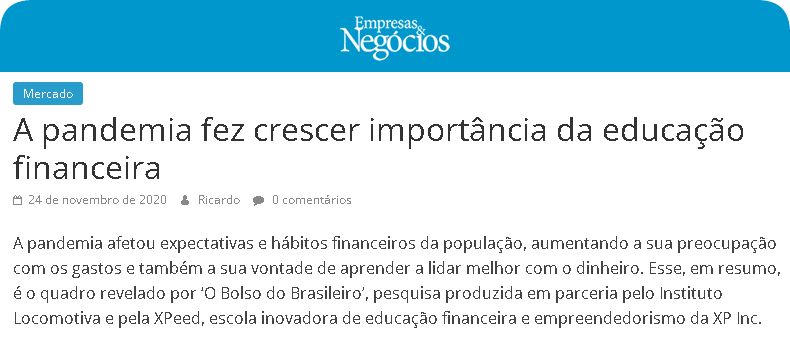 Empresas&
Negócios
Mercado
A pandemia fez crescer importância da educação
financeira
24 de novembro de 2020 Ricardo 0 comentários
A pandemia afetou expectativas e hábitos financeiros da população, aumentando a sua preocupação
com os gastos e também a sua vontade de aprender a lidar melhor com o dinheiro. Esse, em resumo,
é o quadro revelado por ‘O Bolso do Brasileiro’, pesquisa produzida em parceria pelo Instituto
Locomotiva e pela XPeed, escola inovadora de educação financeira e empreendedorismo da XP Inc.